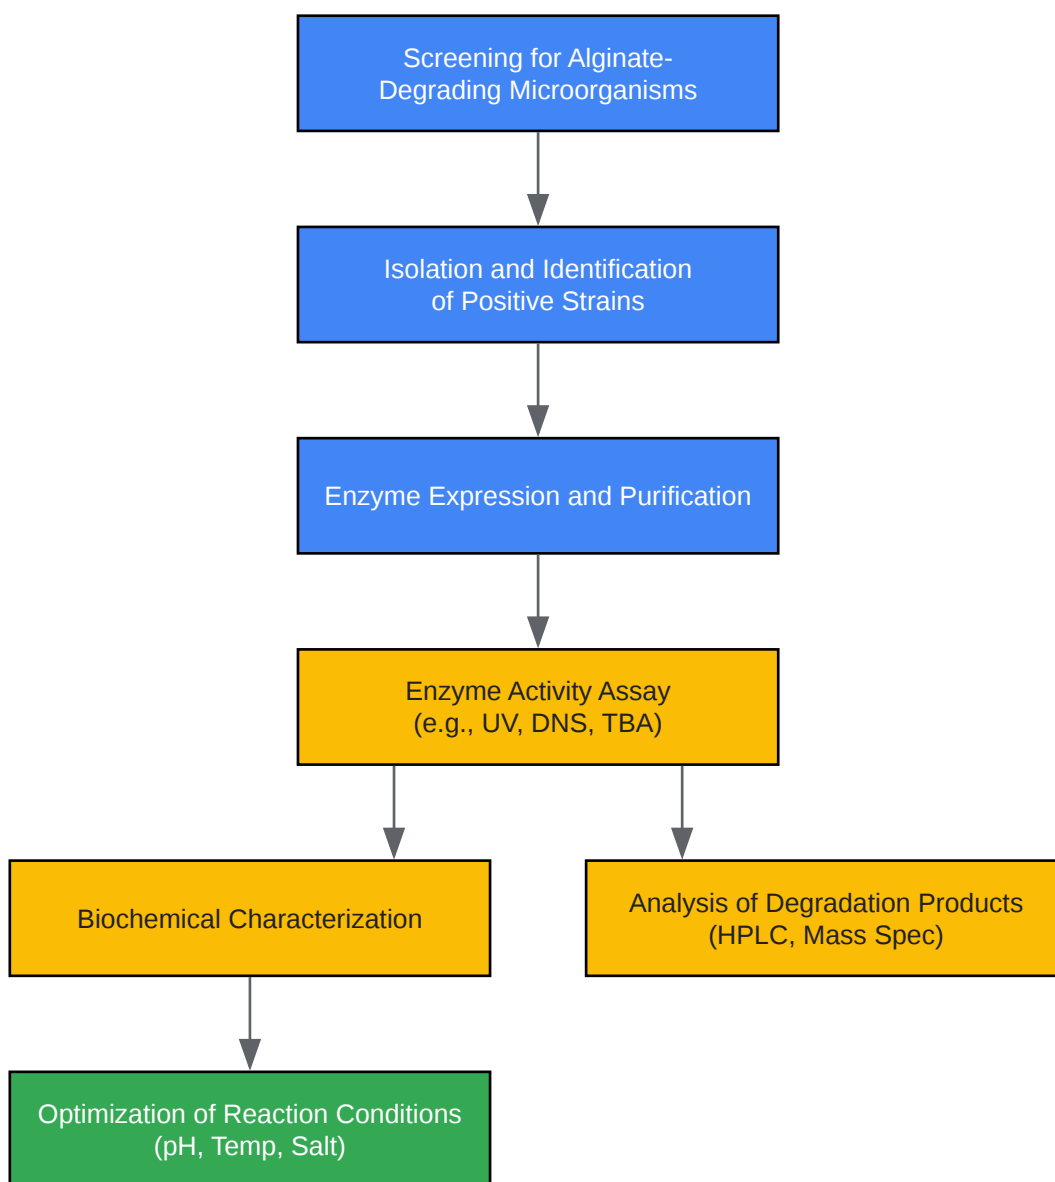 Screening for Alginate-
Degrading Microorganisms
Isolation and Identification
of Positive Strains
Enzyme Expression and Purification
Enzyme Activity Assay
(e.g., UV, DNS, TBA)
Biochemical Characterization
Analysis of Degradation Products
(HPLC, Mass Spec)
Optimization of Reaction Conditions
(pH, Temp, Salt)